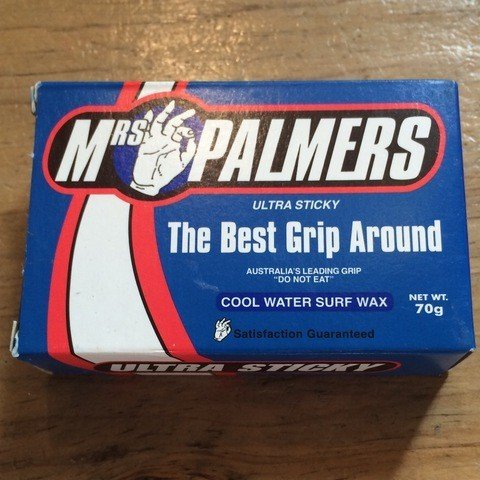 MRS PALMERS
ULTRA STICKY
The Best Grip Around
AUSTRALIA'S LEADING GRIP
"DO NOT EAT"
COOL WATER SURF WAX
NET WT.
70g
Satisfaction Guaranteed
ULTRA STICKY